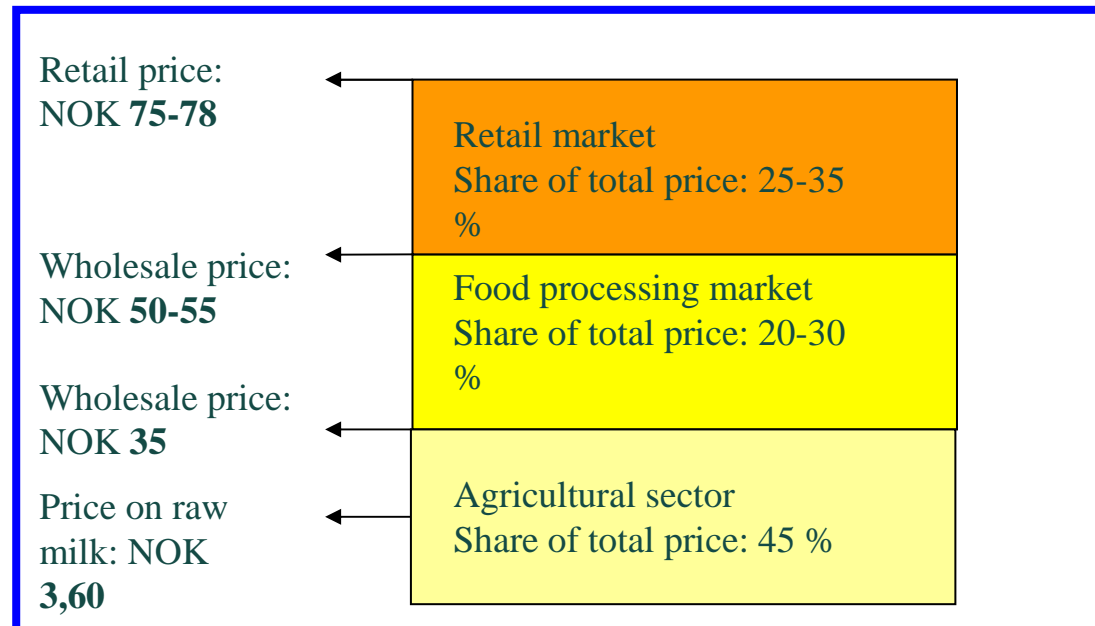 Retail price:
NOK 75-78
Retail market
Share of total price: 25-35
%
Wholesale price:
NOK 50-55
Food processing market
Share of total price: 20-30
%
Wholesale price:
NOK 35
Agricultural sector
Share of total price: 45 %
Price on raw
milk: NOK
3,60